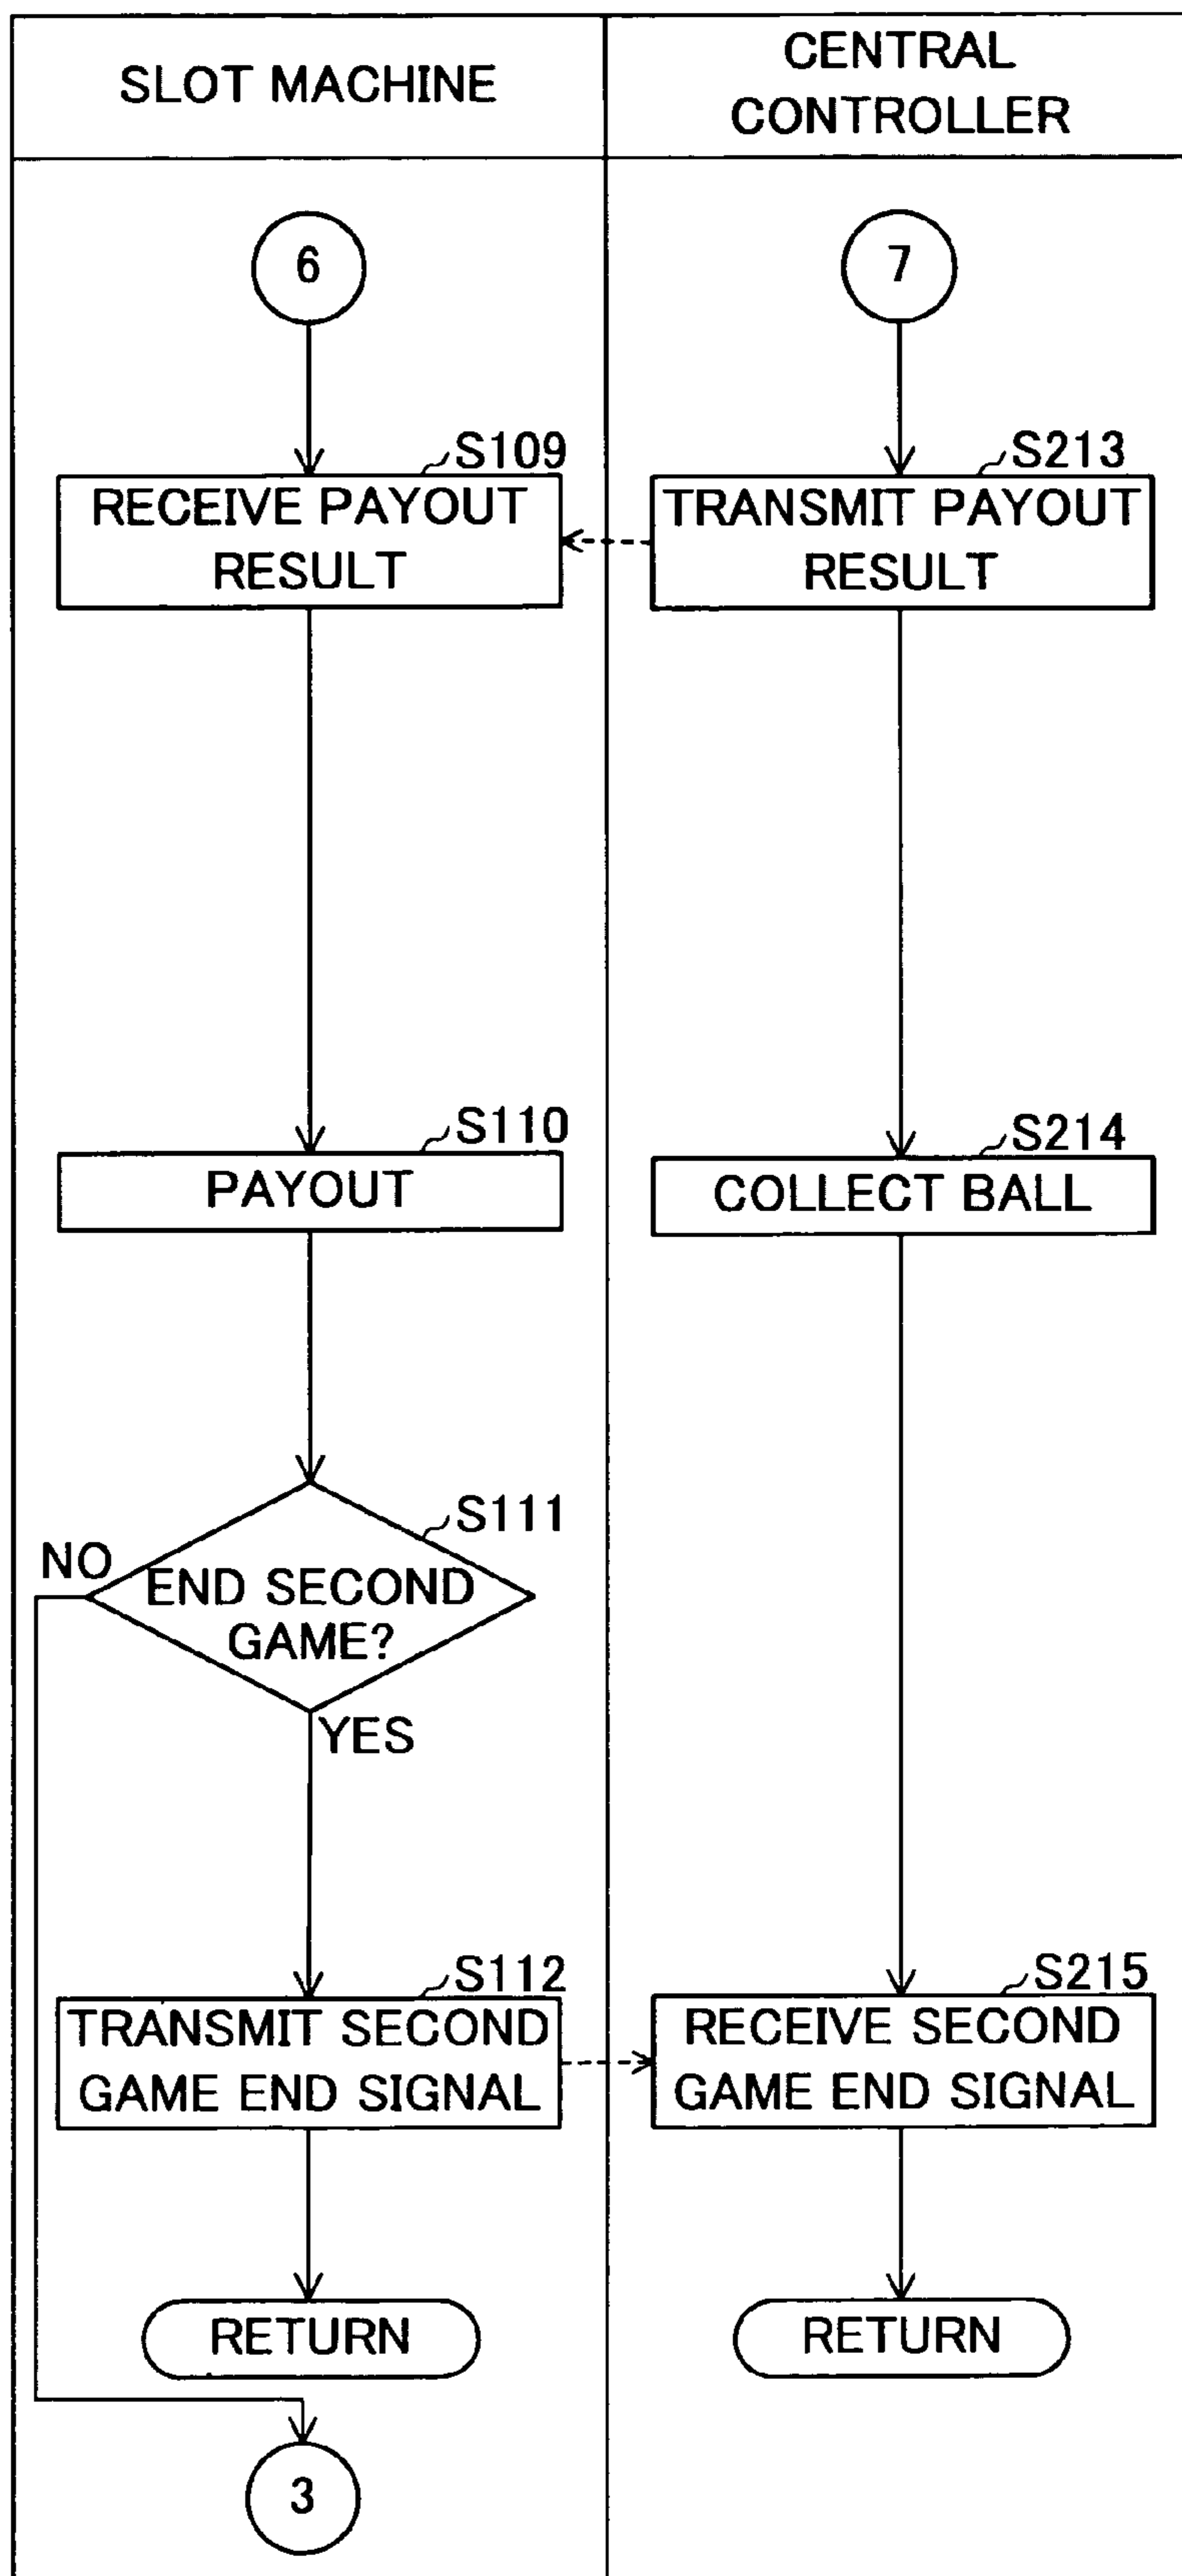 SLOT MACHINE
CENTRAL
CONTROLLER
6
7
S109
RECEIVE PAYOUT
RESULT
S213
TRANSMIT PAYOUT
RESULT
S110
PAYOUT
S214
COLLECT BALL
S111
NO
END SECOND
GAME?
YES
S112
TRANSMIT SECOND
GAME END SIGNAL
S215
RECEIVE SECOND
GAME END SIGNAL
RETURN
RETURN
3